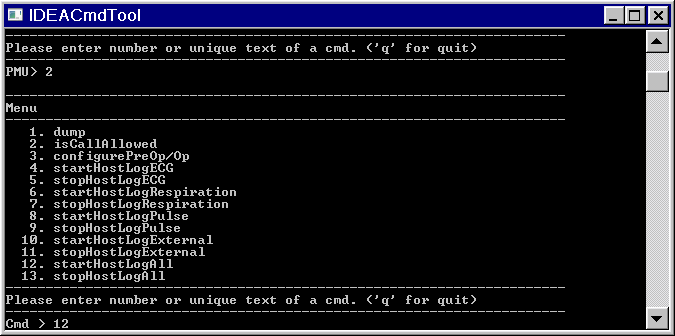 IDEACmdTool
Please enter number or unique text of a cmd. ('q' for quit)
PMU> 2
Menu
1. dump
2. isCallAllowed
3. configurePreOp/Op
4. startHostLogECG
5. stopHostLogECG
6. startHostLogRespiration
7. stopHostLogRespiration
8. startHostLogPulse
9. stopHostLogPulse
10. startHostLogExternal
11. stopHostLogExternal
12. startHostLogAll
13. stopHostLogAll
Please enter number or unique text of a cmd. ('q' for quit)
Cmd > 12